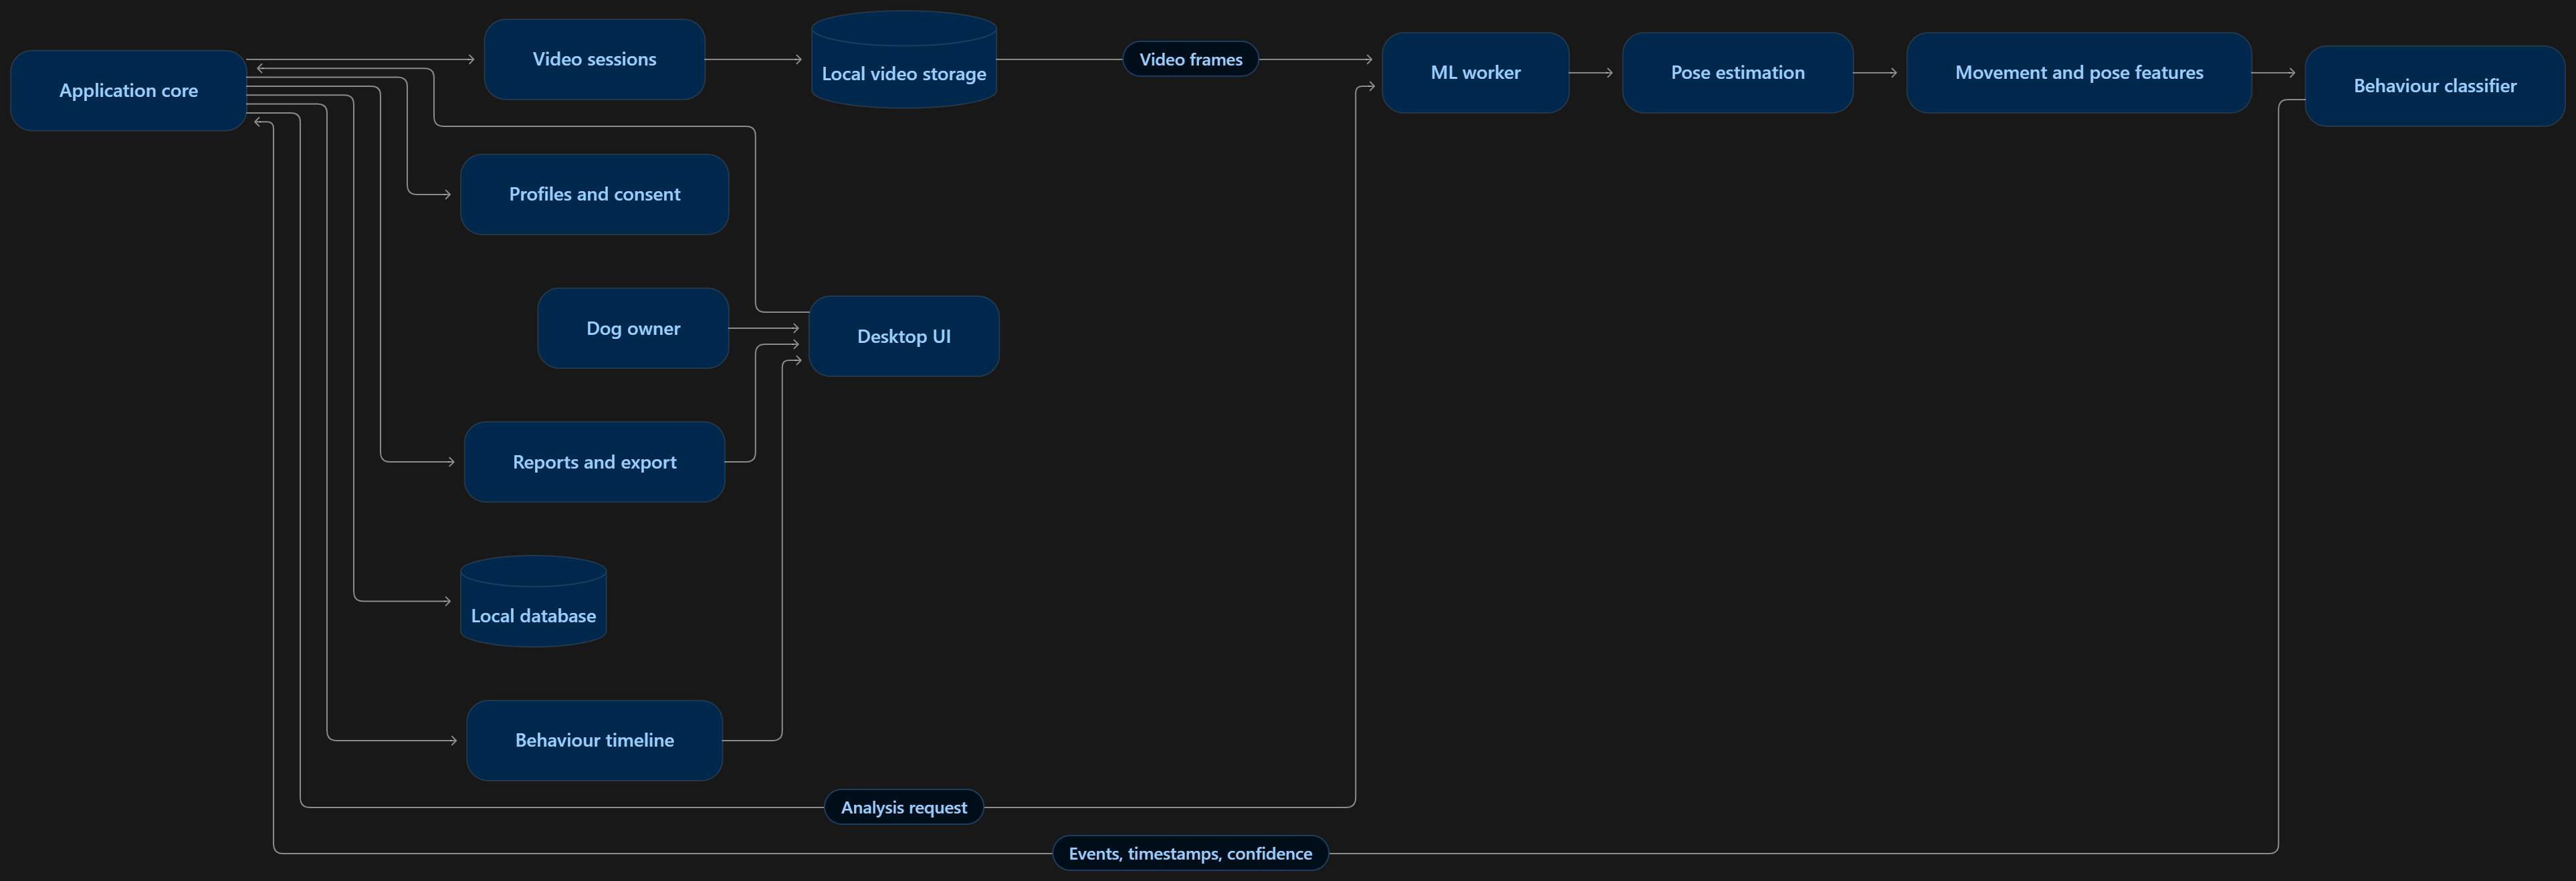 Video sessions
Local video storage
Video frames
ML worker
Pose estimation
Movement and pose features
Behaviour classifier
Application core
Profiles and consent
Dog owner
Desktop UI
Reports and export
Local database
Behaviour timeline
Analysis request
Events, timestamps, confidence